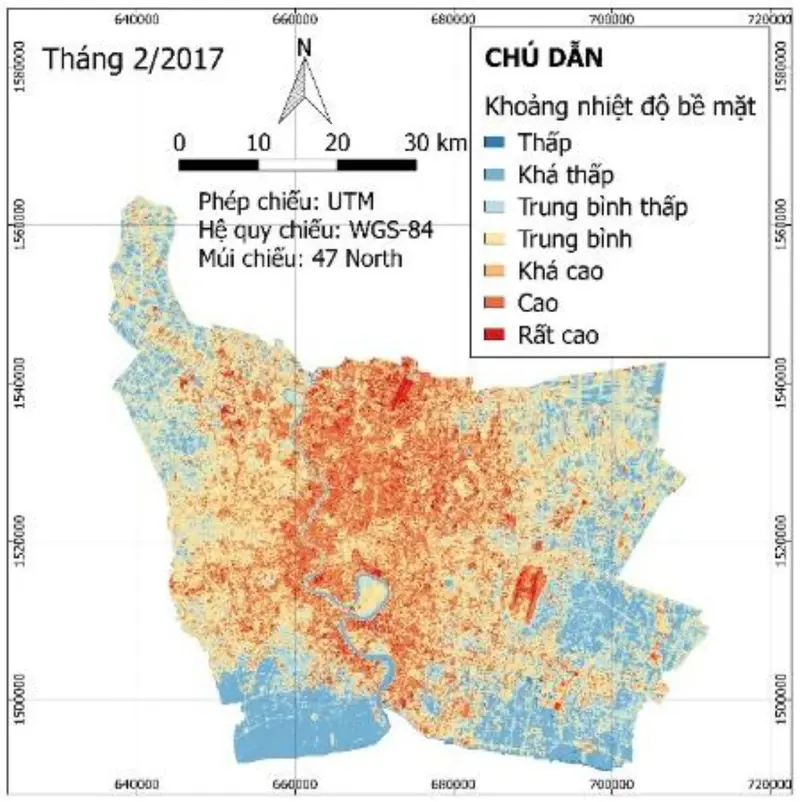 640000 660000 680000 700000 720000
Tháng 2/2017
N
0 10 20 30 km
Phép chiếu: UTM
Hệ quy chiếu: WGS-84
Múi chiếu: 47 North
CHÚ DẪN
Khoảng nhiệt độ bề mặt
Thấp
Khá thấp
Trung bình thấp
Trung bình
Khá cao
Cao
Rất cao
1580000 1580000
1560000 1560000
1540000 1540000
1520000 1520000
1500000 1500000
640000 660000 680000 700000 720000